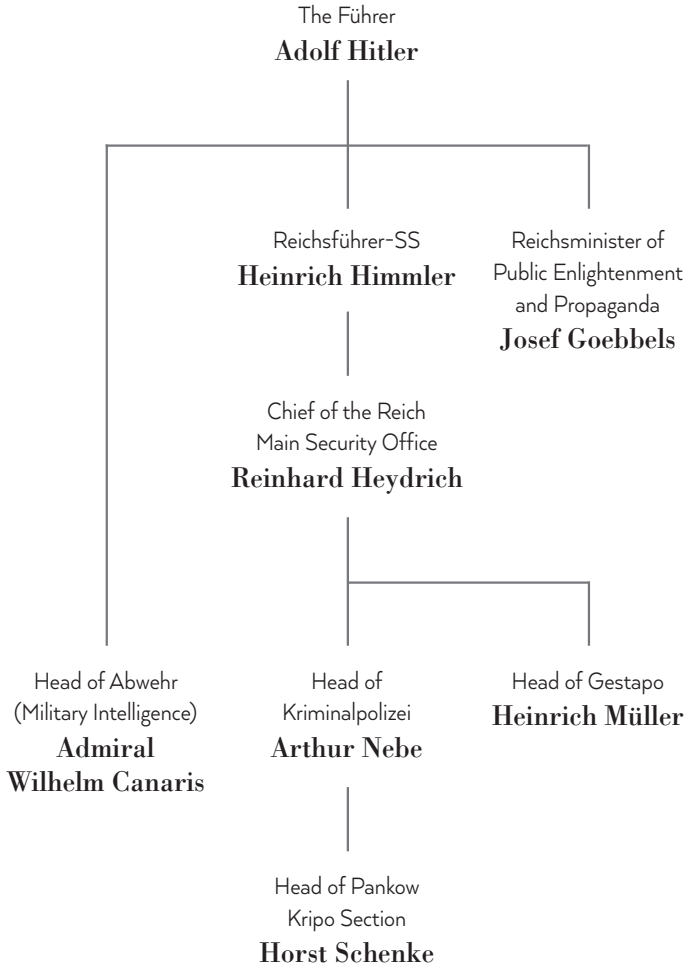 The Führer
Adolf Hitler
Reichsführer-SS
Heinrich Himmler
Reichsminister of
Public Enlightenment
and Propaganda
Josef Goebbels
Chief of the Reich
Main Security Office
Reinhard Heydrich
Head of Abwehr
(Military Intelligence)
Admiral
Wilhelm Canaris
Head of
Kriminalpolizei
Arthur Nebe
Head of Gestapo
Heinrich Müller
Head of Pankow
Kripo Section
Horst Schenke